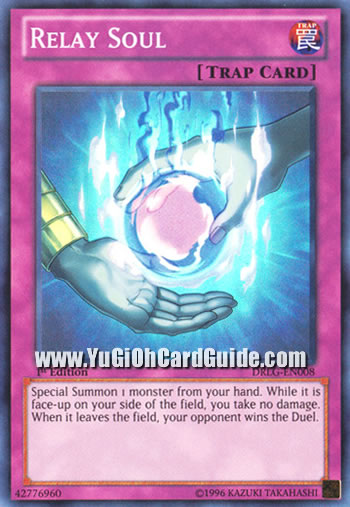 Relay Soul
TRAP
罠
[Trap Card]
www.YuGiOhCardGuide.com
1st Edition
DRLG-EN008
Special Summon 1 monster from your hand. While it is
face-up on your side of the field, you take no damage.
When it leaves the field, your opponent wins the Duel.
42776960
©1996 KAZUKI TAKAHASHI